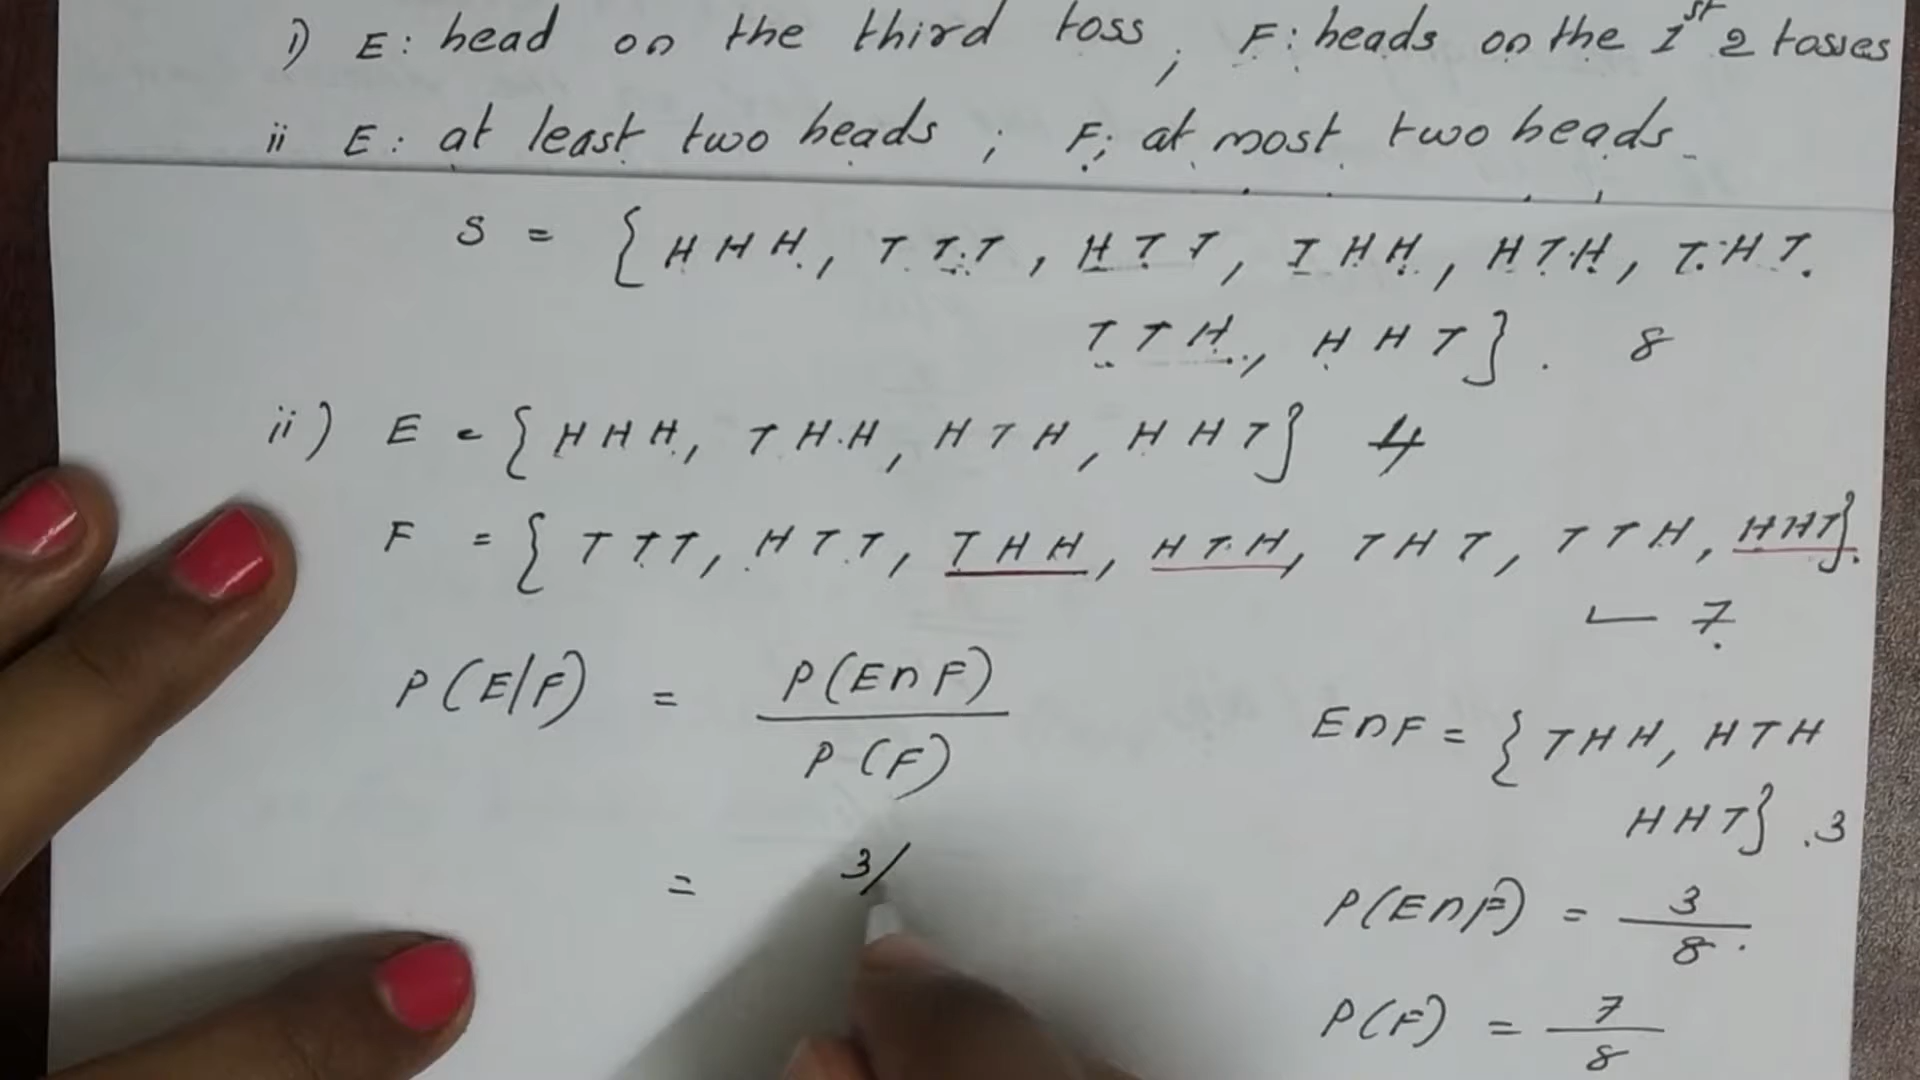 i) E: head on the third toss, F: heads on the 1st 2 tosses
ii E: at least two heads; F: at most two heads
S = {HHH, TTT, HTT, THH, HTH, THT.
TTH, HHT}. 8
ii) E = {HHH, THH, HTH, HHT} 4
F = {TTT, HTT, THH, HTH, THT, TTH, HHT}.
— 7
P(E/F) = P(E∩F) / P(F)
E∩F = {THH, HTH
HHT}. 3
= 3/
P(E∩F) = 3/8.
P(F) = 7/8